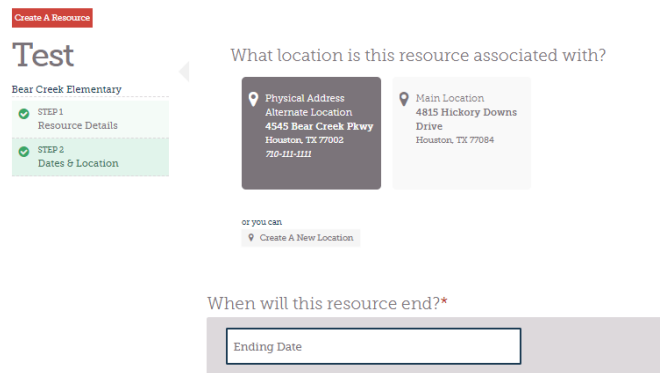 Create A Resource
Test
Bear Creek Elementary
STEP 1
Resource Details
STEP 2
Dates & Location
What location is this resource associated with?
Physical Address
Alternate Location
4545 Bear Creek Pkwy
Houston, TX 77002
710-111-1111
Main Location
4815 Hickory Downs
Drive
Houston, TX 77084
or you can
Create A New Location
When will this resource end?*
Ending Date